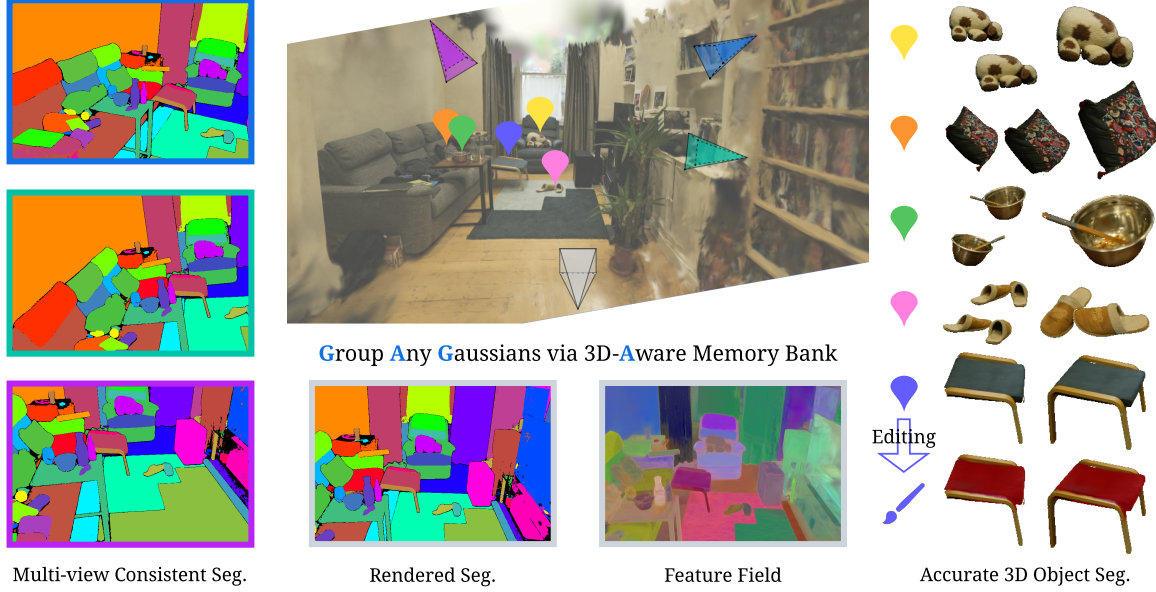 Group Any Gaussians via 3D-Aware Memory Bank
Editing
Multi-view Consistent Seg.
Rendered Seg.
Feature Field
Accurate 3D Object Seg.